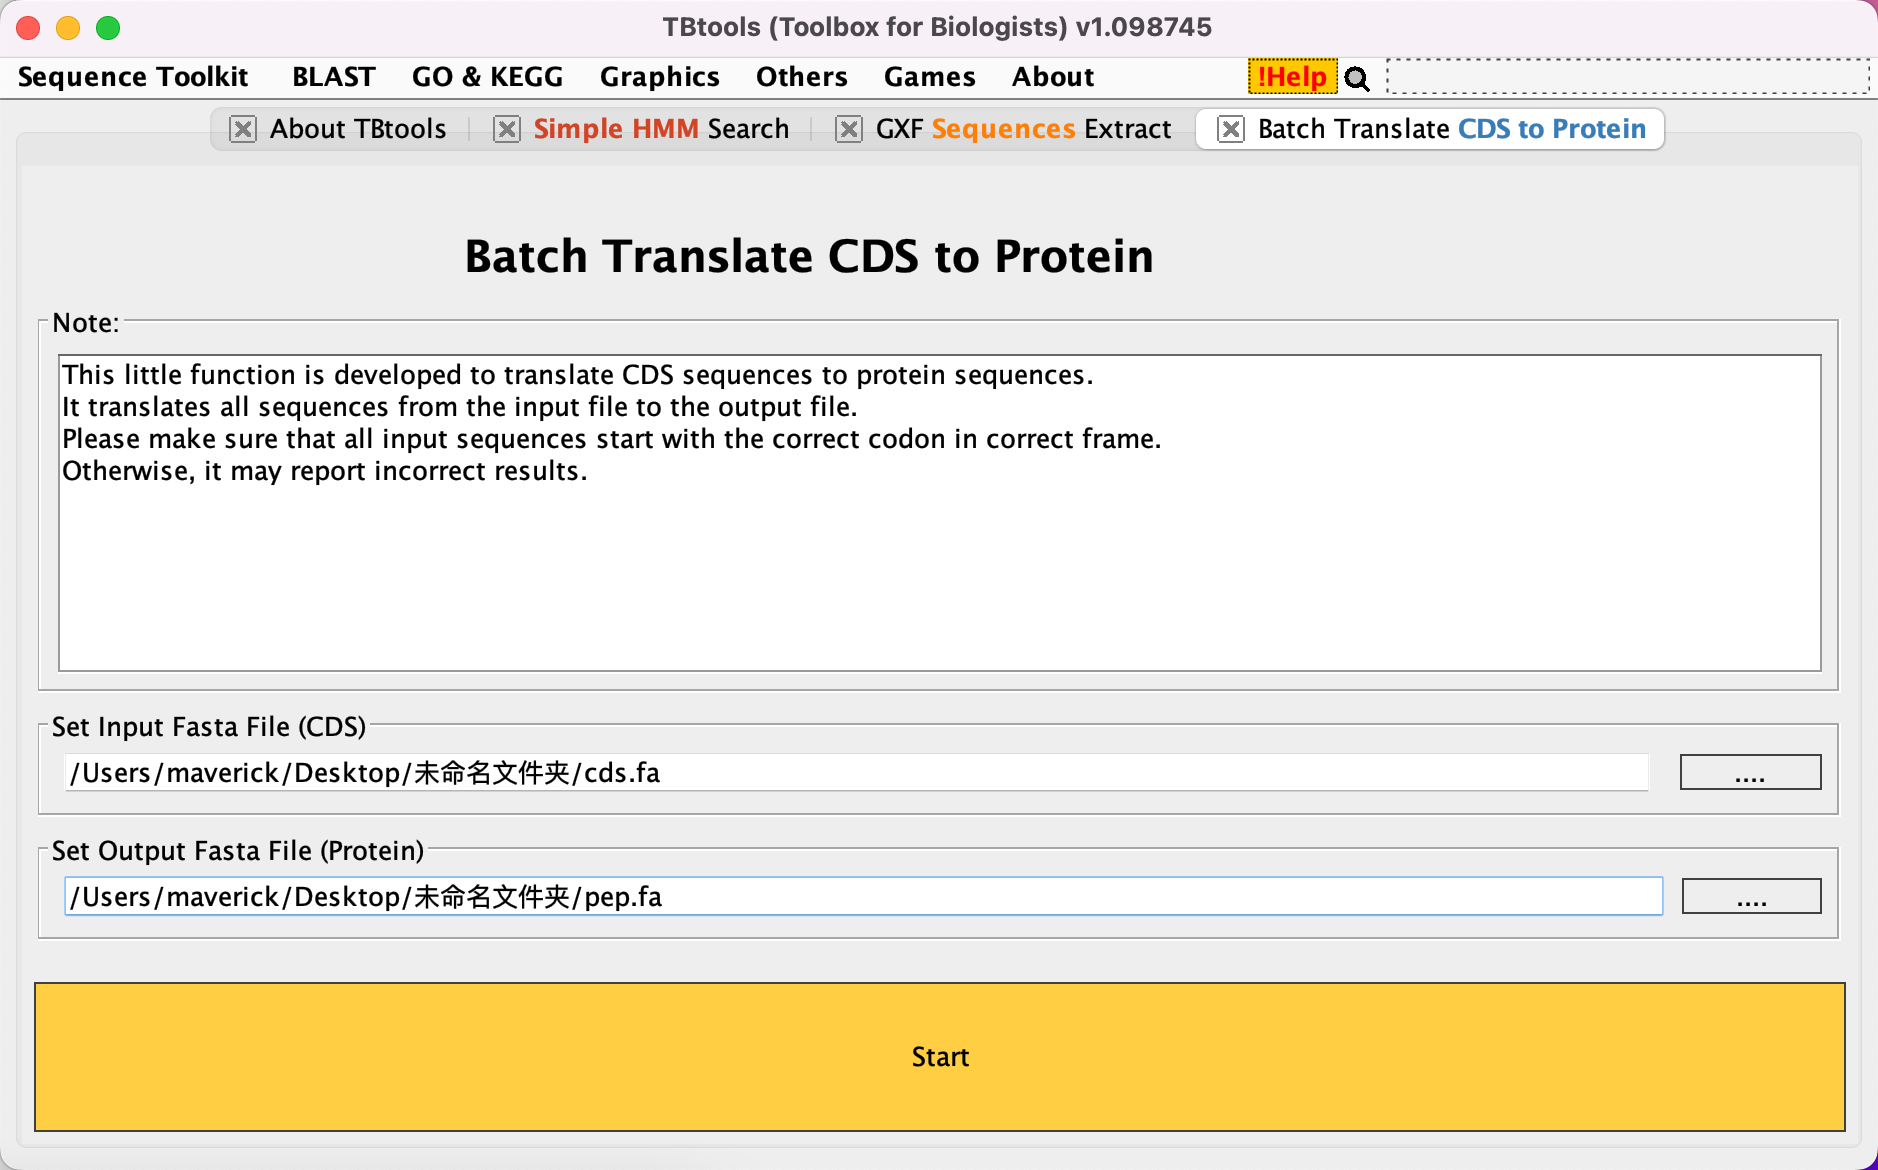 TBtools (Toolbox for Biologists) v1.098745
Sequence Toolkit BLAST GO & KEGG Graphics Others Games About !Help
About TBtools Simple HMM Search GXF Sequences Extract Batch Translate CDS to Protein
Batch Translate CDS to Protein
Note:
This little function is developed to translate CDS sequences to protein sequences.
It translates all sequences from the input file to the output file.
Please make sure that all input sequences start with the correct codon in correct frame.
Otherwise, it may report incorrect results.
Set Input Fasta File (CDS)
/Users/maverick/Desktop/未命名文件夹/cds.fa ....
Set Output Fasta File (Protein)
/Users/maverick/Desktop/未命名文件夹/pep.fa ....
Start